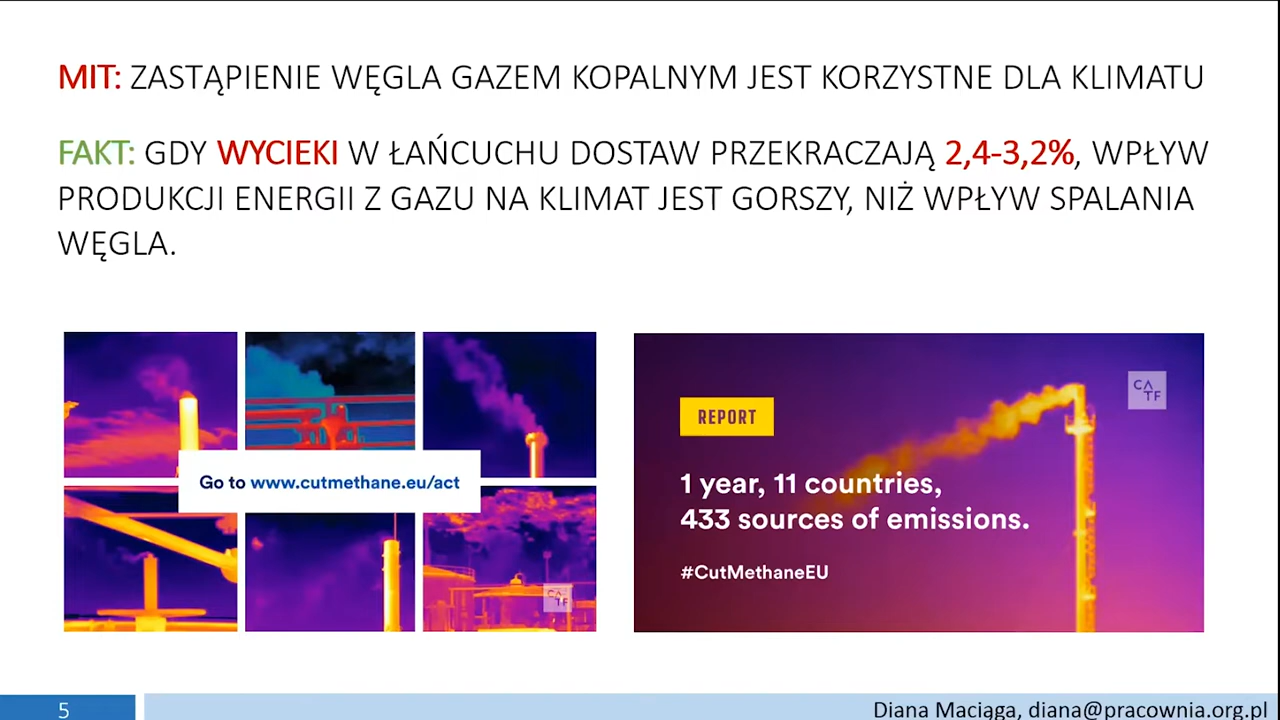 MIT: ZASTĄPIENIE WĘGLA GAZEM KOPALNYM JEST KORZYSTNE DLA KLIMATU
FAKT: GDY WYCIEKI W ŁAŃCUCHU DOSTAW PRZEKRACZAJĄ 2,4-3,2%, WPŁYW
PRODUKCJI ENERGII Z GAZU NA KLIMAT JEST GORSZY, NIŻ WPŁYW SPALANIA
WĘGLA.
Go to www.cutmethane.eu/act
CATF
CATF
REPORT
1 year, 11 countries,
433 sources of emissions.
#CutMethaneEU
5
Diana Maciąga, diana@pracownia.org.pl